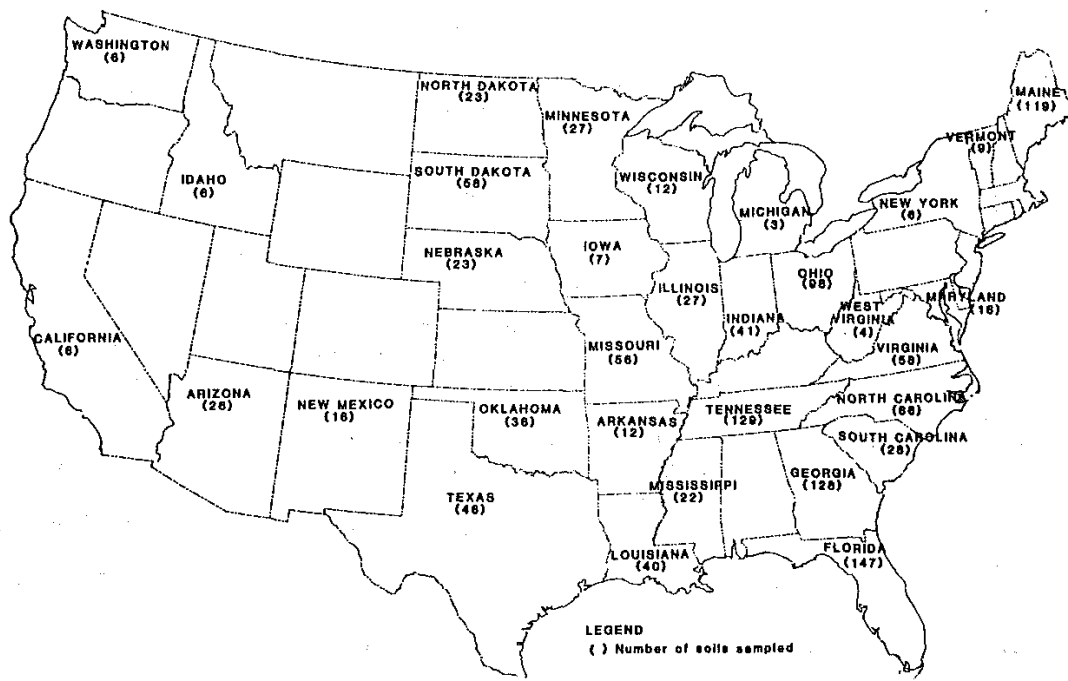 WASHINGTON
(6)
NORTH DAKOTA
(23)
MINNESOTA
(27)
MAINE
(119)
VERMONT
(9)
IDAHO
(6)
SOUTH DAKOTA
(58)
WISCONSIN
(12)
MICHIGAN
(3)
NEW YORK
(6)
NEBRASKA
(23)
IOWA
(7)
ILLINOIS
(27)
INDIANA
(41)
OHIO
(98)
WEST
VIRGINIA
(4)
MARYLAND
(16)
CALIFORNIA
(6)
MISSOURI
(56)
VIRGINIA
(58)
ARIZONA
(26)
NEW MEXICO
(16)
OKLAHOMA
(36)
ARKANSAS
(12)
TENNESSEE
(129)
NORTH CAROLINA
(66)
SOUTH CAROLINA
(28)
TEXAS
(46)
MISSISSIPPI
(22)
GEORGIA
(128)
LOUISIANA
(40)
FLORIDA
(147)
LEGEND
( ) Number of soils sampled